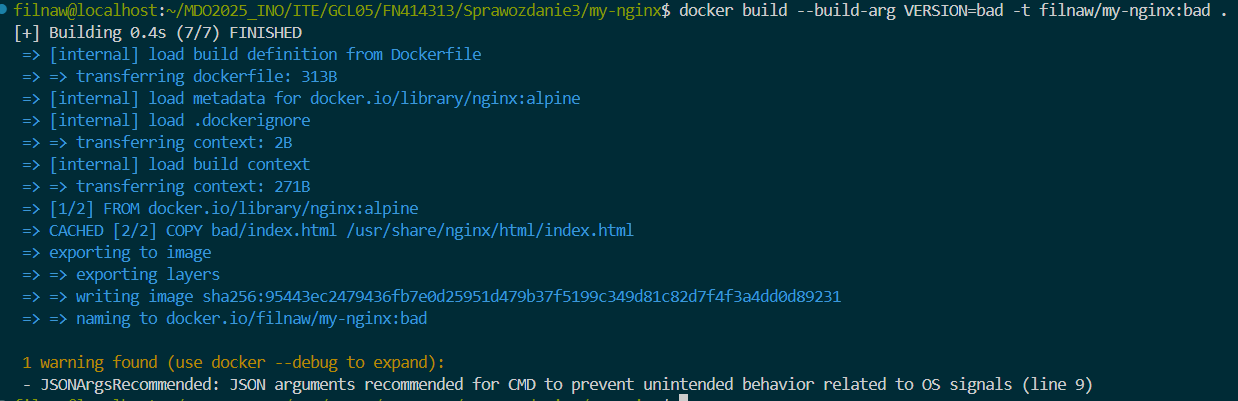 filnaw@localhost:~/MDO2025_INO/ITE/GCL05/FN414313/Sprawozdanie3/my-nginx$ docker build --build-arg VERSION=bad -t filnaw/my-nginx:bad .
[+] Building 0.4s (7/7) FINISHED
=> [internal] load build definition from Dockerfile
=> => transferring dockerfile: 313B
=> [internal] load metadata for docker.io/library/nginx:alpine
=> [internal] load .dockerignore
=> => transferring context: 2B
=> [internal] load build context
=> => transferring context: 271B
=> [1/2] FROM docker.io/library/nginx:alpine
=> CACHED [2/2] COPY bad/index.html /usr/share/nginx/html/index.html
=> exporting to image
=> => exporting layers
=> => writing image sha256:95443ec2479436fb7e0d25951d479b37f5199c349d81c82d7f4f3a4dd0d89231
=> => naming to docker.io/filnaw/my-nginx:bad
1 warning found (use docker --debug to expand):
- JSONArgsRecommended: JSON arguments recommended for CMD to prevent unintended behavior related to OS signals (line 9)